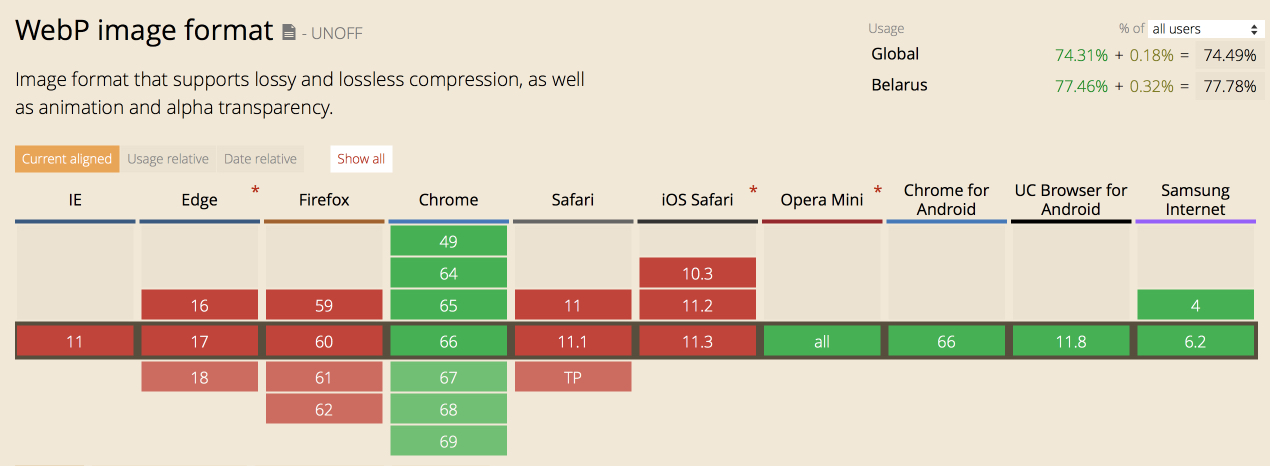 WebP image format - UNOFF
Usage % of all users
Global 74.31% + 0.18% = 74.49%
Belarus 77.46% + 0.32% = 77.78%
Image format that supports lossy and lossless compression, as well
as animation and alpha transparency.
Current aligned Usage relative Date relative Show all
IE Edge * Firefox Chrome Safari iOS Safari * Opera Mini * Chrome for Android UC Browser for Android Samsung Internet
49
64 10.3
16 59 65 11 11.2 4
11 17 60 66 11.1 11.3 all 66 11.8 6.2
18 61 67 TP
62 68
69